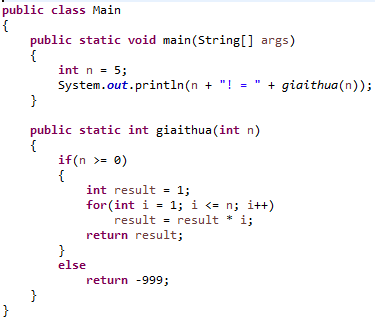 public class Main
{
    public static void main(String[] args)
    {
        int n = 5;
        System.out.println(n + "! = " + giaithua(n));
    }

    public static int giaithua(int n)
    {
        if(n >= 0)
        {
            int result = 1;
            for(int i = 1; i <= n; i++)
                result = result * i;
            return result;
        }
        else
            return -999;
    }
}